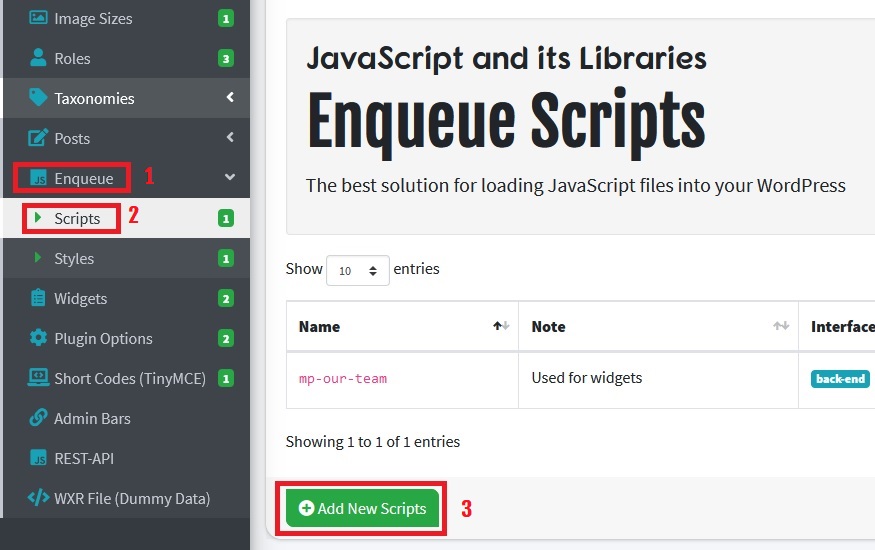 Image Sizes 1
Roles 3
Taxonomies
Posts
JS Enqueue 1
Scripts 1 2
Styles 1
Widgets 2
Plugin Options 2
Short Codes (TinyMCE) 1
Admin Bars
JS REST-API
WXR File (Dummy Data)
JavaScript and its Libraries
Enqueue Scripts
The best solution for loading JavaScript files into your WordPress
Show 10 entries
Name Note Interface
mp-our-team Used for widgets back-end
Showing 1 to 1 of 1 entries
Add New Scripts 3